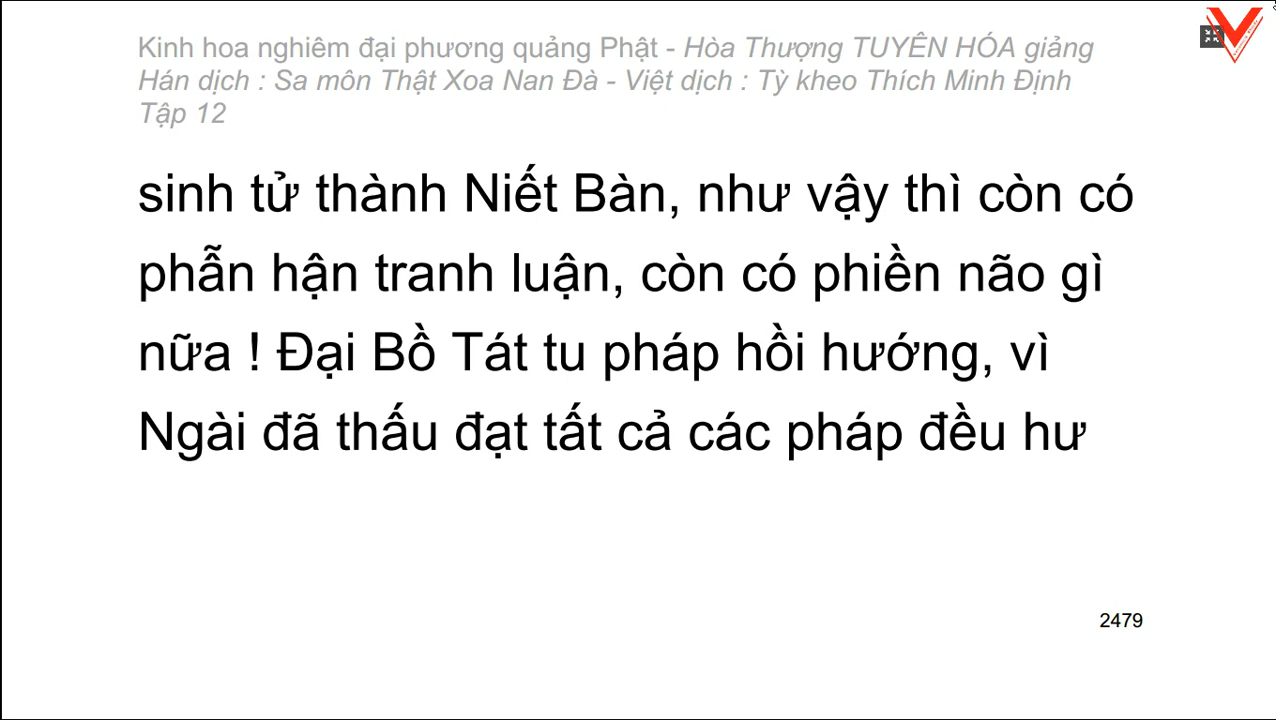 Kinh hoa nghiêm đại phương quảng Phật - Hòa Thượng TUYÊN HÓA giảng
Hán dịch : Sa môn Thật Xoa Nan Đà - Việt dịch : Tỳ kheo Thích Minh Định
Tập 12
sinh tử thành Niết Bàn, như vậy thì còn có
phẫn hận tranh luận, còn có phiền não gì
nữa ! Đại Bồ Tát tu pháp hồi hướng, vì
Ngài đã thấu đạt tất cả các pháp đều hư
2479